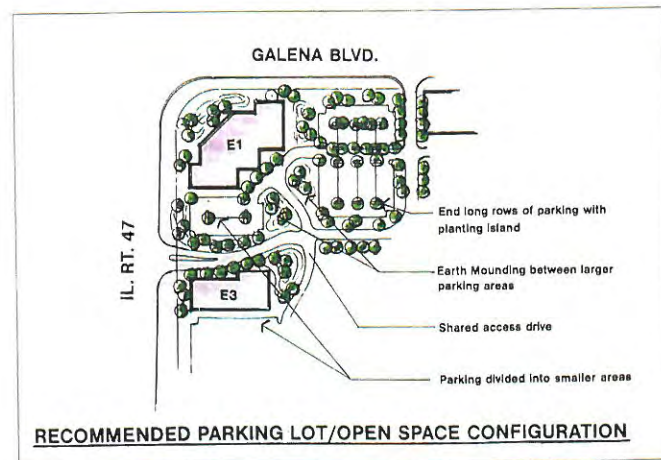 GALENA BLVD.
E1
IL. RT. 47
End long rows of parking with
planting island
Earth Mounding between larger
parking areas
E3
Shared access drive
Parking divided into smaller areas
RECOMMENDED PARKING LOT/OPEN SPACE CONFIGURATION